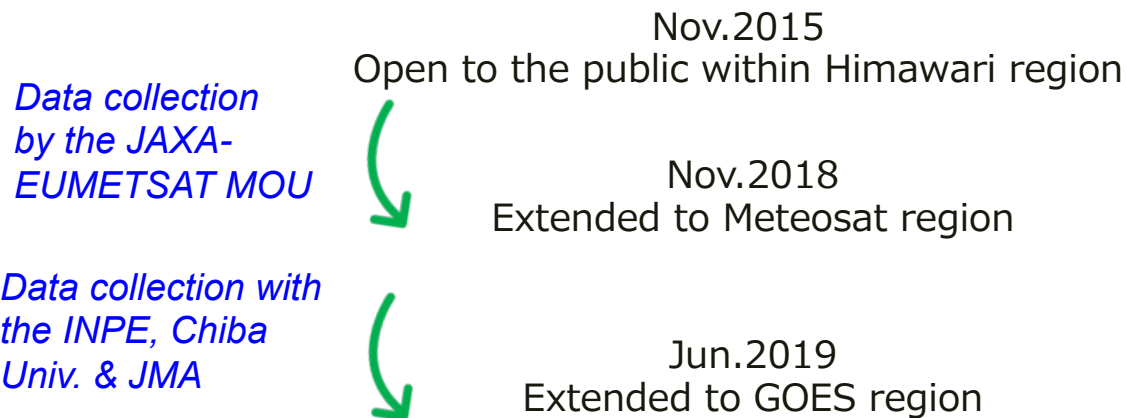 Nov.2015
Open to the public within Himawari region
Data collection
by the JAXA-
EUMETSAT MOU
Nov.2018
Extended to Meteosat region
Data collection with
the INPE, Chiba
Univ. & JMA
Jun.2019
Extended to GOES region